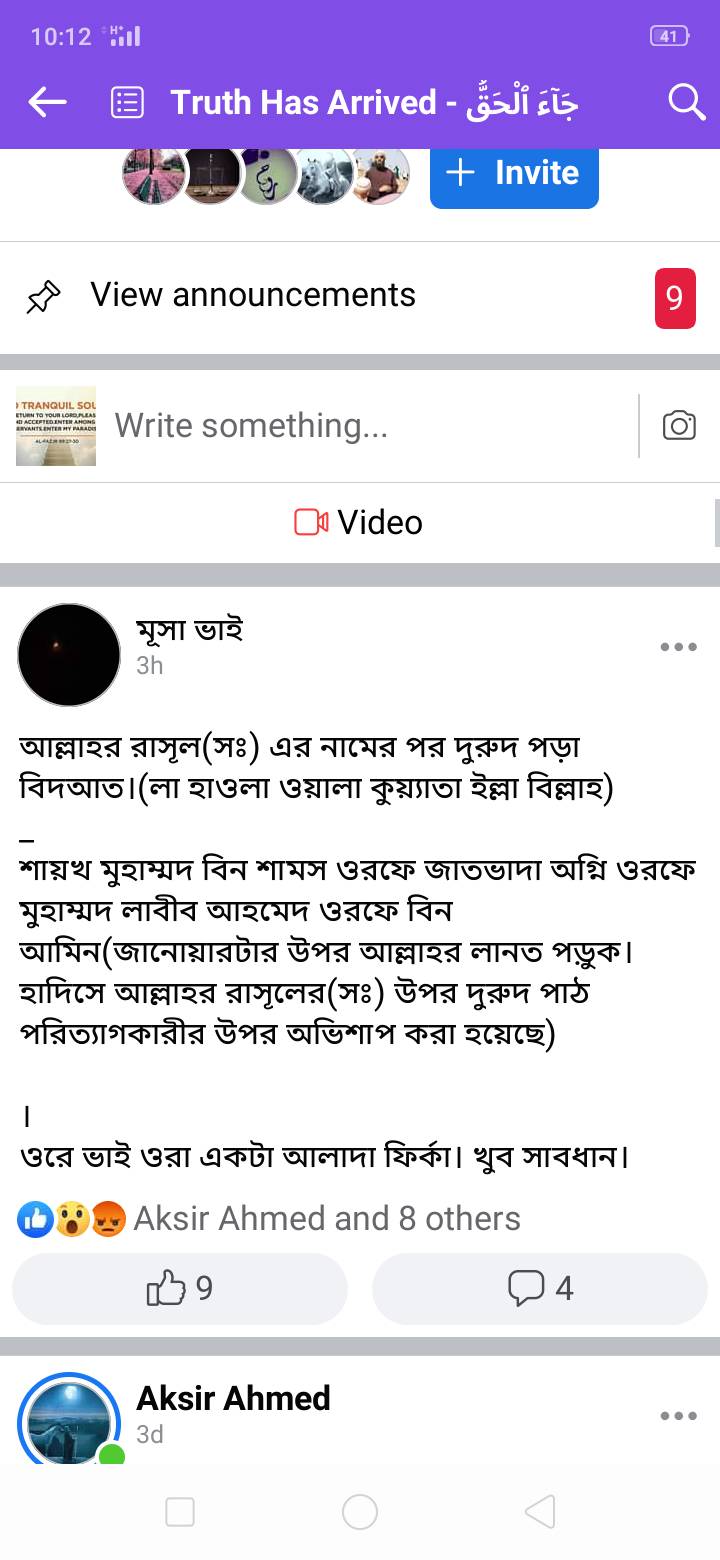 10:12
H+
41
Truth Has Arrived - جَآءَ ٱلْحَقُّ
+ Invite
View announcements
9
TRANQUIL SOU
ETURN TO YOUR LORD,PLEAS
ND ACCEPTED.ENTER AMONG
ERVANTS.ENTER MY PARADIS
AL-FAJR 89:27-30
Write something...
Video
মূসা ভাই
3h
আল্লাহর রাসূল(সঃ) এর নামের পর দুরুদ পড়া
বিদআত।(লা হাওলা ওয়ালা কুয়্যাতা ইল্লা বিল্লাহ)
_
শায়খ মুহাম্মদ বিন শামস ওরফে জাতভাদা অগ্নি ওরফে
মুহাম্মদ লাবীব আহমেদ ওরফে বিন
আমিন(জানোয়ারটার উপর আল্লাহর লানত পড়ুক।
হাদিসে আল্লাহর রাসূলের(সঃ) উপর দুরুদ পাঠ
পরিত্যাগকারীর উপর অভিশাপ করা হয়েছে)
।
ওরে ভাই ওরা একটা আলাদা ফির্কা। খুব সাবধান।
Aksir Ahmed and 8 others
9
4
Aksir Ahmed
3d